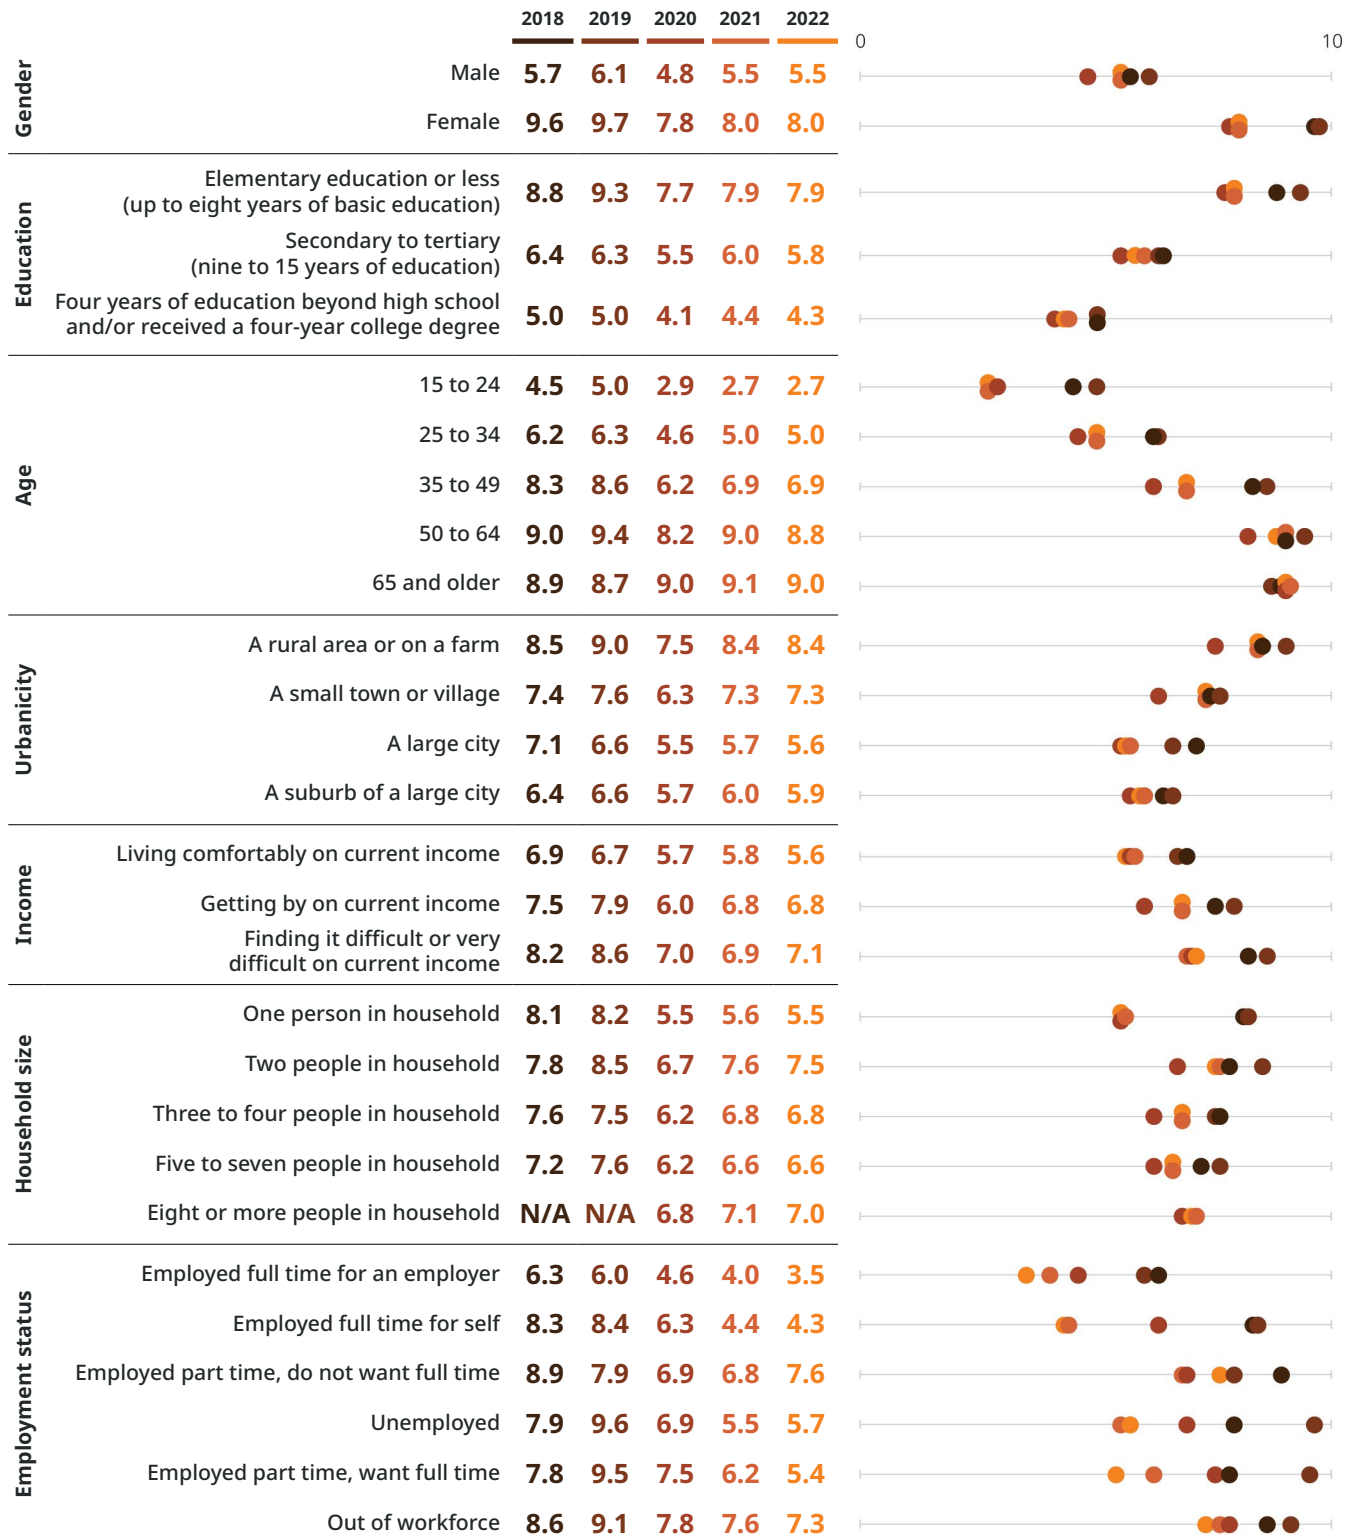 2018 2019 2020 2021 2022
0 10
Gender
Male 5.7 6.1 4.8 5.5 5.5
Female 9.6 9.7 7.8 8.0 8.0
Education
Elementary education or less
(up to eight years of basic education) 8.8 9.3 7.7 7.9 7.9
Secondary to tertiary
(nine to 15 years of education) 6.4 6.3 5.5 6.0 5.8
Four years of education beyond high school
and/or received a four-year college degree 5.0 5.0 4.1 4.4 4.3
Age
15 to 24 4.5 5.0 2.9 2.7 2.7
25 to 34 6.2 6.3 4.6 5.0 5.0
35 to 49 8.3 8.6 6.2 6.9 6.9
50 to 64 9.0 9.4 8.2 9.0 8.8
65 and older 8.9 8.7 9.0 9.1 9.0
Urbanicity
A rural area or on a farm 8.5 9.0 7.5 8.4 8.4
A small town or village 7.4 7.6 6.3 7.3 7.3
A large city 7.1 6.6 5.5 5.7 5.6
A suburb of a large city 6.4 6.6 5.7 6.0 5.9
Income
Living comfortably on current income 6.9 6.7 5.7 5.8 5.6
Getting by on current income 7.5 7.9 6.0 6.8 6.8
Finding it difficult or very
difficult on current income 8.2 8.6 7.0 6.9 7.1
Household size
One person in household 8.1 8.2 5.5 5.6 5.5
Two people in household 7.8 8.5 6.7 7.6 7.5
Three to four people in household 7.6 7.5 6.2 6.8 6.8
Five to seven people in household 7.2 7.6 6.2 6.6 6.6
Eight or more people in household N/A N/A 6.8 7.1 7.0
Employment status
Employed full time for an employer 6.3 6.0 4.6 4.0 3.5
Employed full time for self 8.3 8.4 6.3 4.4 4.3
Employed part time, do not want full time 8.9 7.9 6.9 6.8 7.6
Unemployed 7.9 9.6 6.9 5.5 5.7
Employed part time, want full time 7.8 9.5 7.5 6.2 5.4
Out of workforce 8.6 9.1 7.8 7.6 7.3